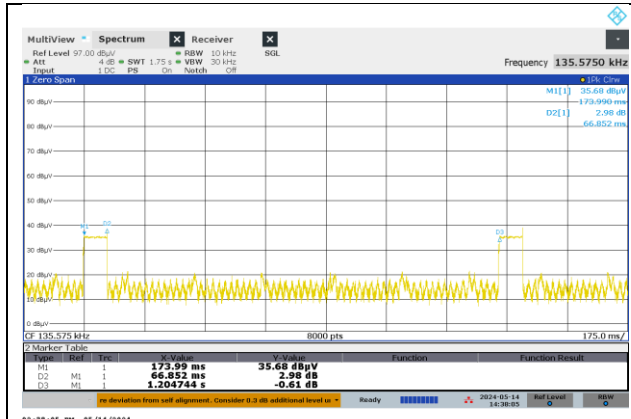 MultiView Spectrum X Receiver X
Ref Level 97.00 dBµV RBW 10 kHz SGL
Att 4 dB SWT 1.75 s VBW 30 kHz Frequency 135.5750 kHz
Input 1 DC PS On Notch Off
1 Zero Span 1Pk Clrw
M1[1] 35.68 dBµV
173.990 ms
D2[1] 2.98 dB
66.852 ms
90 dBµV
80 dBµV
70 dBµV
60 dBµV
50 dBµV
40 dBµV
M1 D2 D3
30 dBµV
20 dBµV
10 dBµV
0 dBµV
CF 135.575 kHz 8000 pts 175.0 ms/
2 Marker Table
Type Ref Trc X-Value Y-Value Function Function Result
M1 1 173.99 ms 35.68 dBµV
D2 M1 1 66.852 ms 2.98 dB
D3 M1 1 1.204744 s -0.61 dB
re deviation from self alignment. Consider 0.3 dB additional level u Ready 2024-05-14 Ref Level RBW
14:38:05